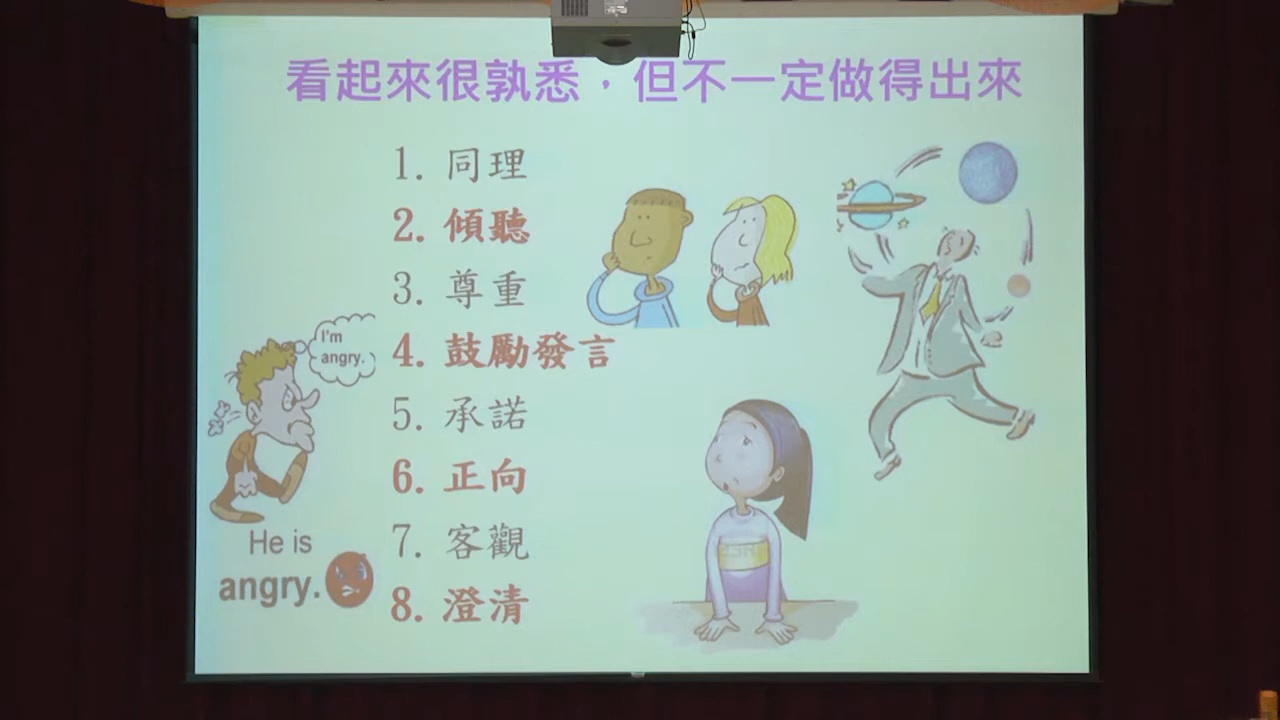 看起來很孰悉，但不一定做得出來
1. 同理
2. 傾聽
3. 尊重
4. 鼓勵發言
5. 承諾
6. 正向
7. 客觀
8. 澄清
I'm
angry.
He is
angry.